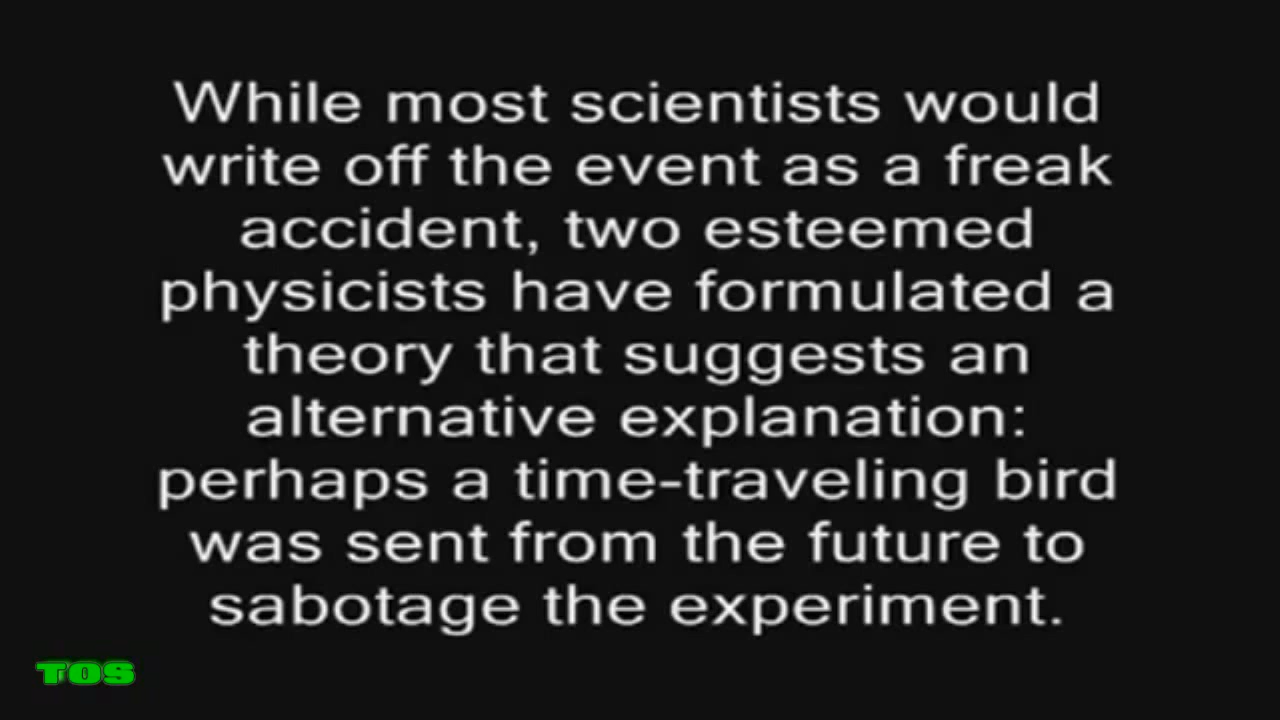 While most scientists would
write off the event as a freak
accident, two esteemed
physicists have formulated a
theory that suggests an
alternative explanation:
perhaps a time-traveling bird
was sent from the future to
sabotage the experiment.
TOS